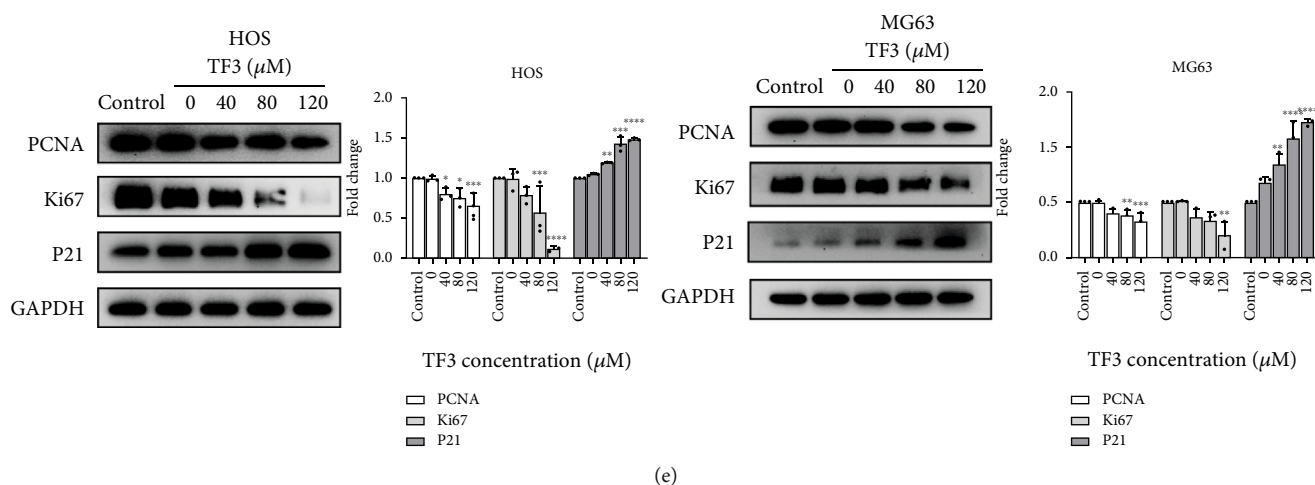 HOS
TF3 (μM)
Control 0 40 80 120
PCNA
Ki67
P21
GAPDH
HOS
Fold change
2.0
1.5
1.0
0.5
0.0
* * *** *** **** ** *** ****
Control 0 40 80 120 Control 0 40 80 120 Control 0 40 80 120
TF3 concentration (μM)
PCNA
Ki67
P21
MG63
TF3 (μM)
Control 0 40 80 120
PCNA
Ki67
P21
GAPDH
MG63
Fold change
2.0
1.5
0.5
0.0
** *** ** ** **** ****
Control 0 40 80 120 Control 0 40 80 120 Control 0 40 80 120
TF3 concentration (μM)
PCNA
Ki67
P21
(e)